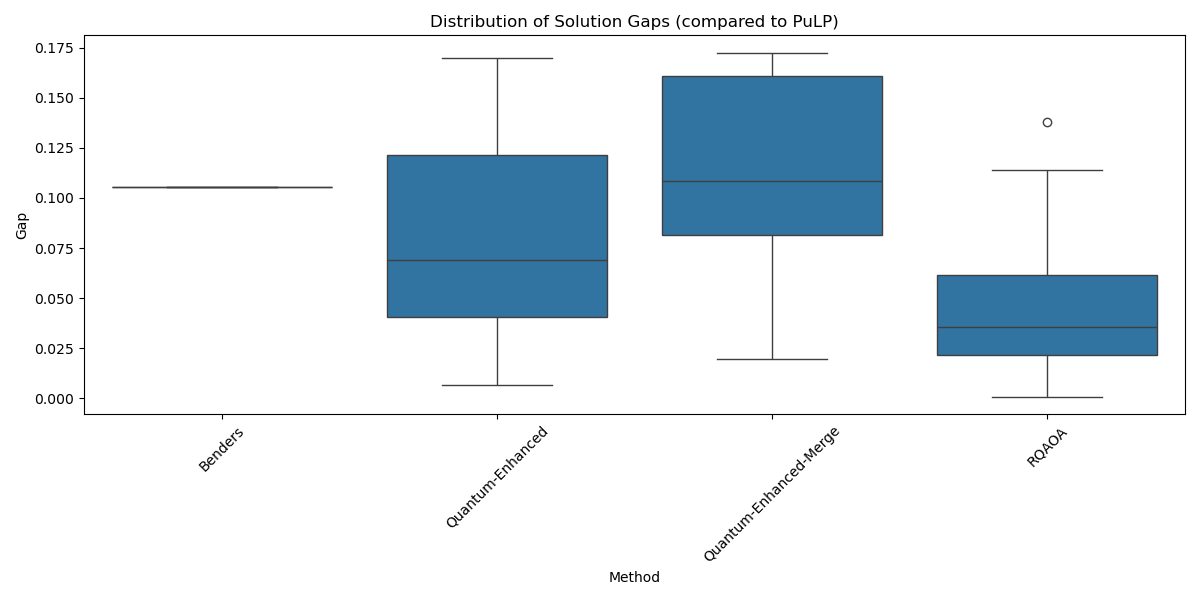 Distribution of Solution Gaps (compared to PuLP)
0.175
0.150
0.125
0.100
0.075
0.050
0.025
0.000
Gap
Benders
Quantum-Enhanced
Quantum-Enhanced-Merge
RQAOA
Method